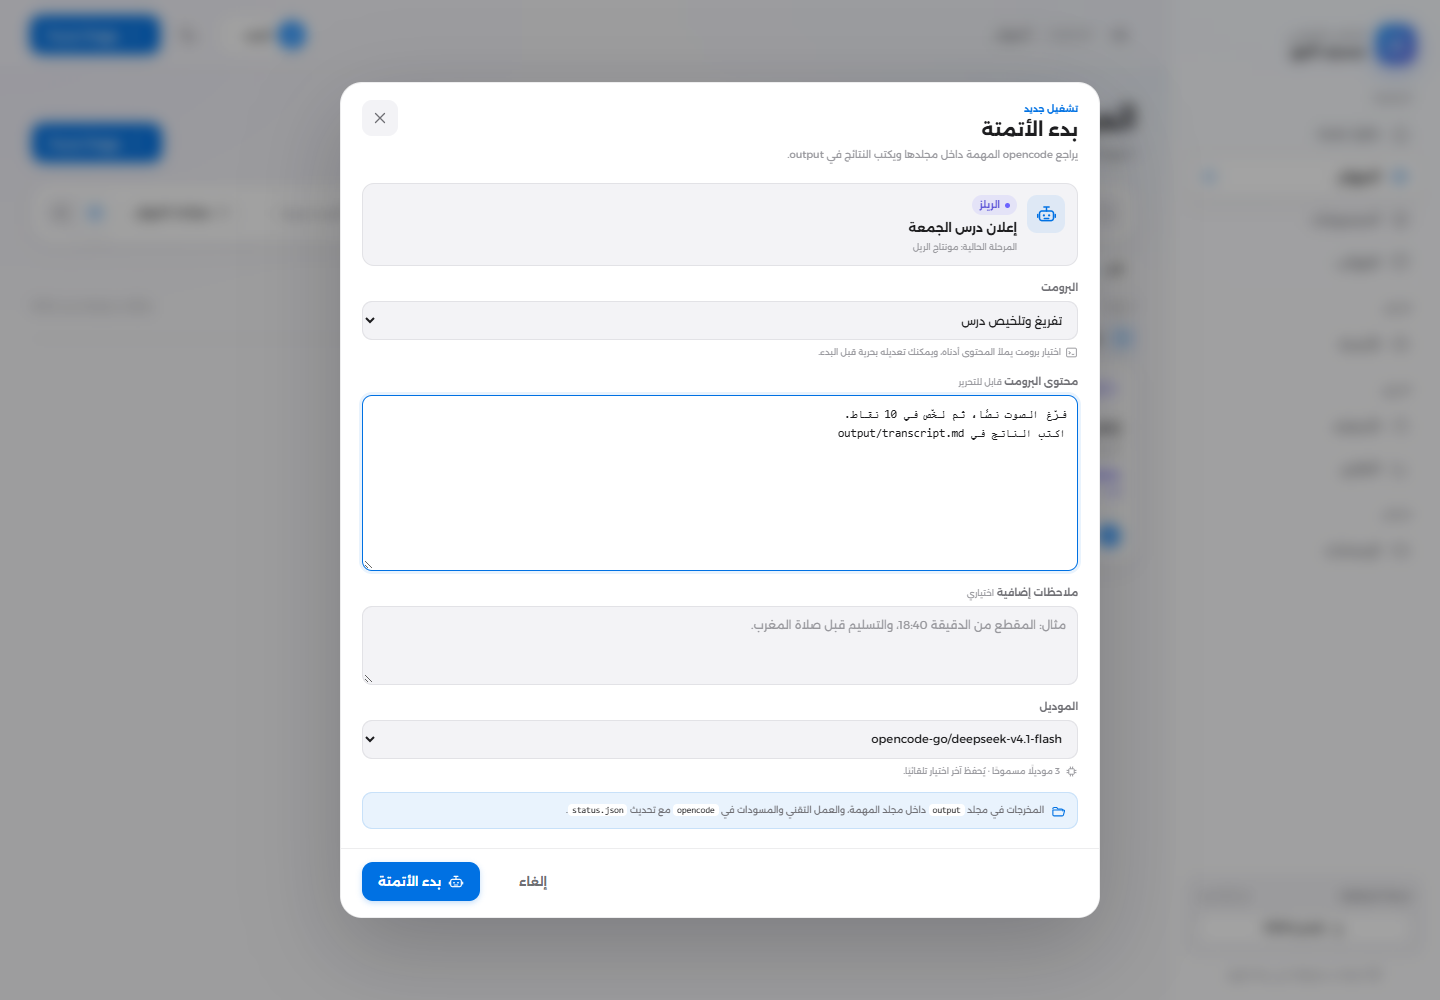 تشغيل جديد
بدء الأتمتة
يراجع opencode المهمة داخل مجلدها ويكتب النتائج في output.
الريلز
إعلان درس الجمعة
المرحلة الحالية: مونتاج الريل
البرومت
تفريغ وتلخيص درس
اختيار برومت يملأ المحتوى أدناه، ويمكنك تعديله بحرية قبل البدء.
محتوى البرومت قابل للتحرير
فرّغ الصوت نصًا، ثم لخّص في 10 نقاط.
اكتب الناتج في output/transcript.md
ملاحظات إضافية اختياري
مثال: المقطع من الدقيقة 18:40، والتسليم قبل صلاة المغرب.
الموديل
opencode-go/deepseek-v4.1-flash
3 موديلًا مسموحًا · يُحفظ آخر اختيار تلقائيًا.
المخرجات في مجلد output داخل مجلد المهمة، والعمل التقني والمسودات في opencode مع تحديث status.json.
بدء الأتمتة
إلغاء